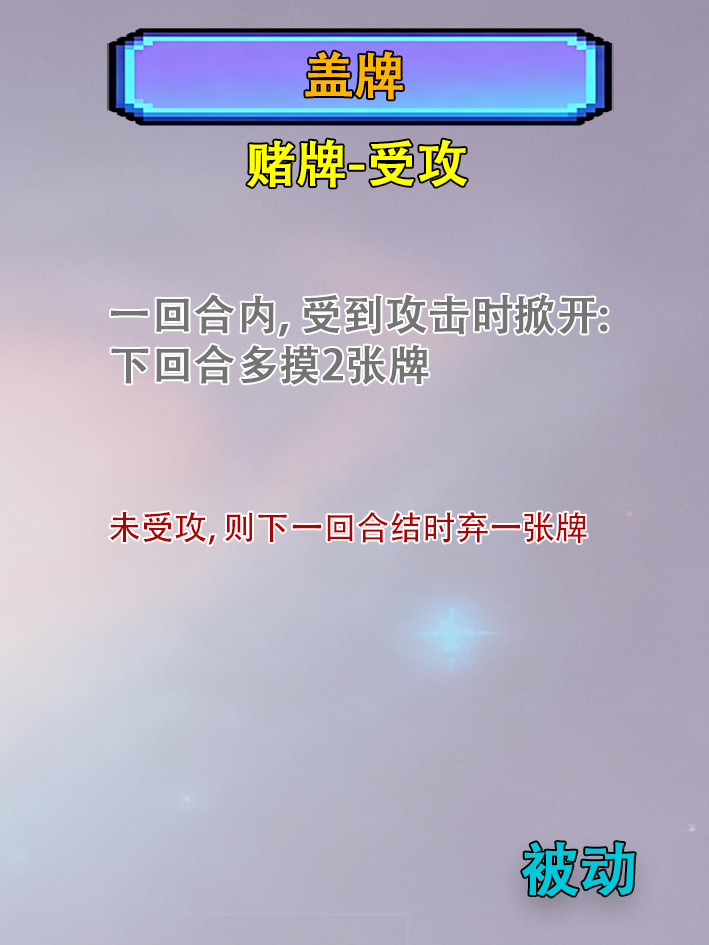 盖牌
赌牌-受攻
一回合内, 受到攻击时掀开:
下回合多摸2张牌
未受攻, 则下一回合结时弃一张牌
被动